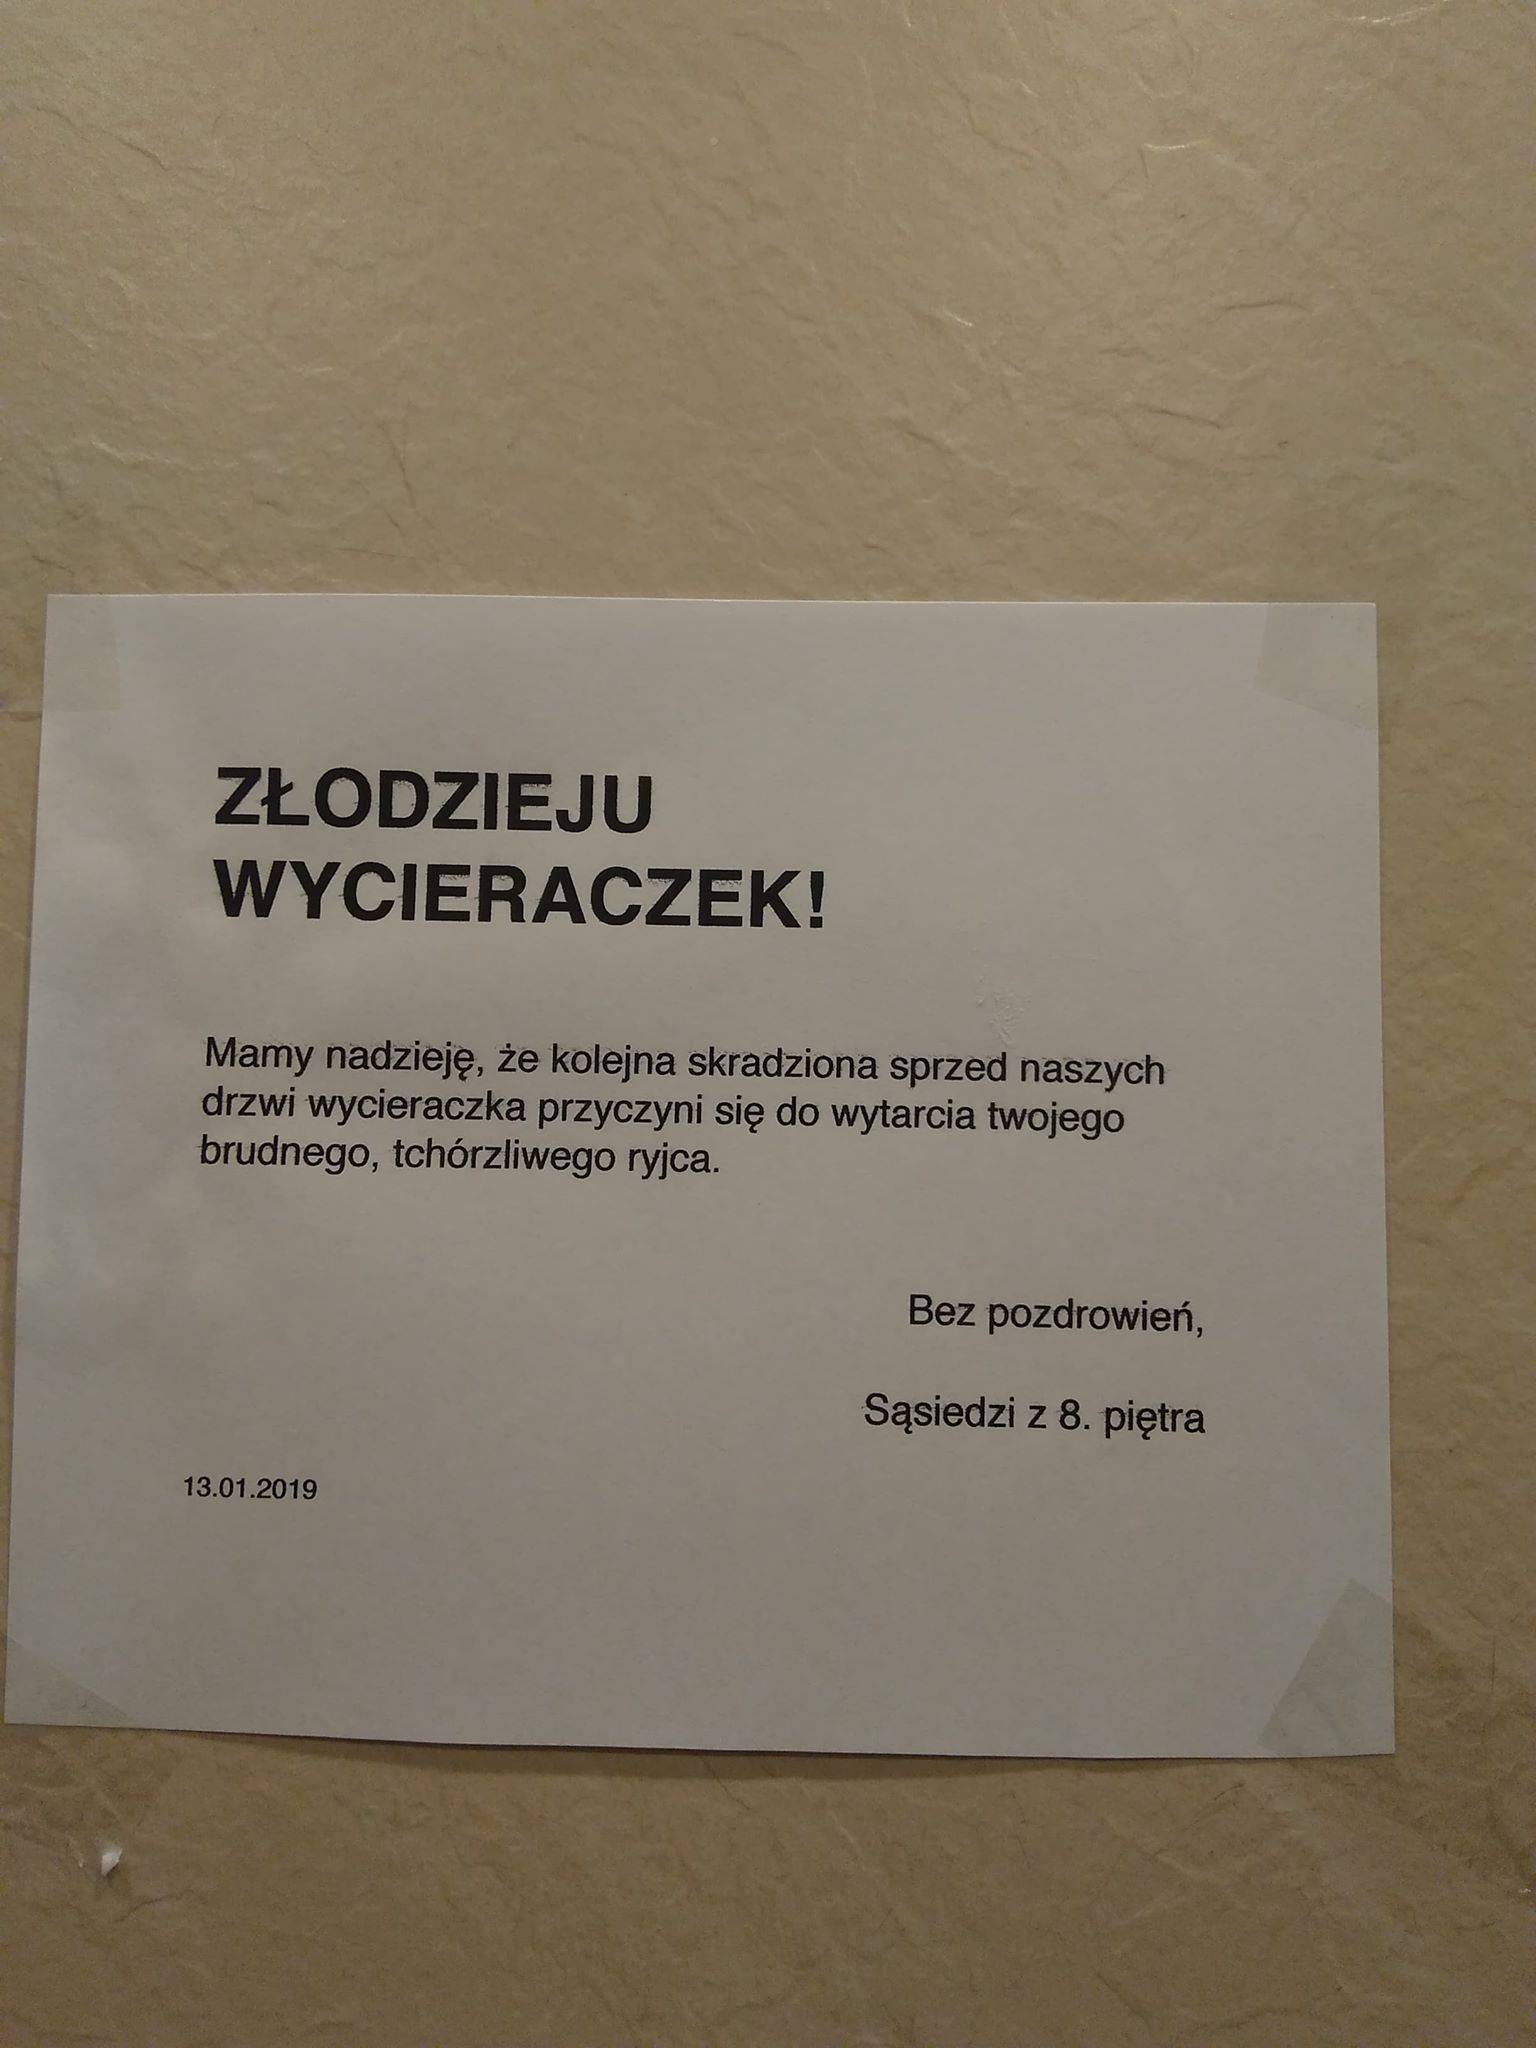 ZŁODZIEJU
WYCIERACZEK!
Mamy nadzieję, że kolejna skradziona sprzed naszych
drzwi wycieraczka przyczyni się do wytarcia twojego
brudnego, tchórzliwego ryjca.
Bez pozdrowień,
Sąsiedzi z 8. piętra
13.01.2019